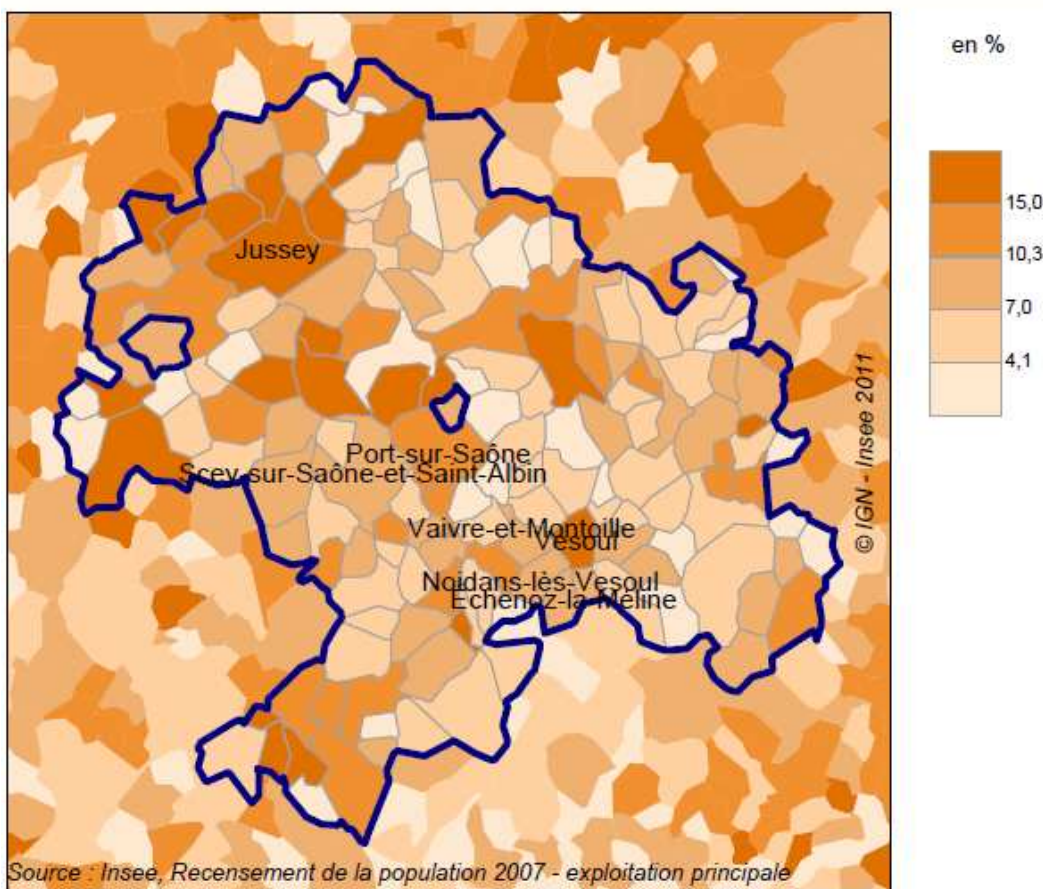 en %
15,0
10,3
7,0
4,1
Jussey
Port-sur-Saône
Scey-sur-Saône-et-Saint-Albin
Vaivre-et-Montoille
Vesoul
Noidans-lès-Vesoul
Échenoz-la-Méline
© IGN - Insee 2011
Source : Insee, Recensement de la population 2007 - exploitation principale